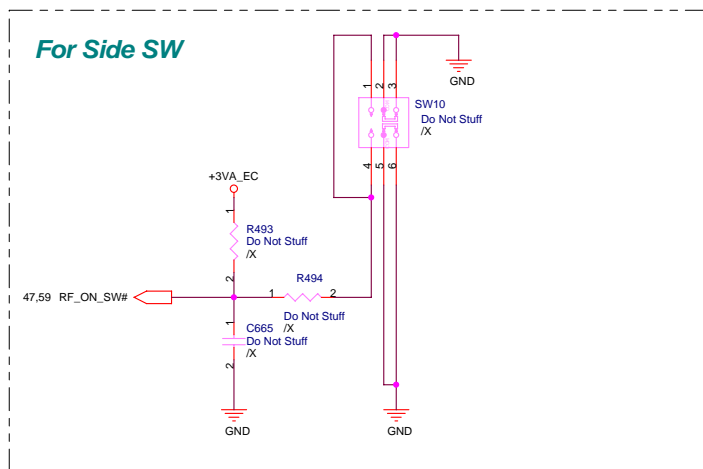 For Side SW
GND
1
2
3
SW10
Do Not Stuff
/X
4
5
6
+3VA_EC
1
R493
Do Not Stuff
/X
2
47,59 RF_ON_SW#
1
R494
2
Do Not Stuff
/X
1
C665
Do Not Stuff
/X
2
GND
GND